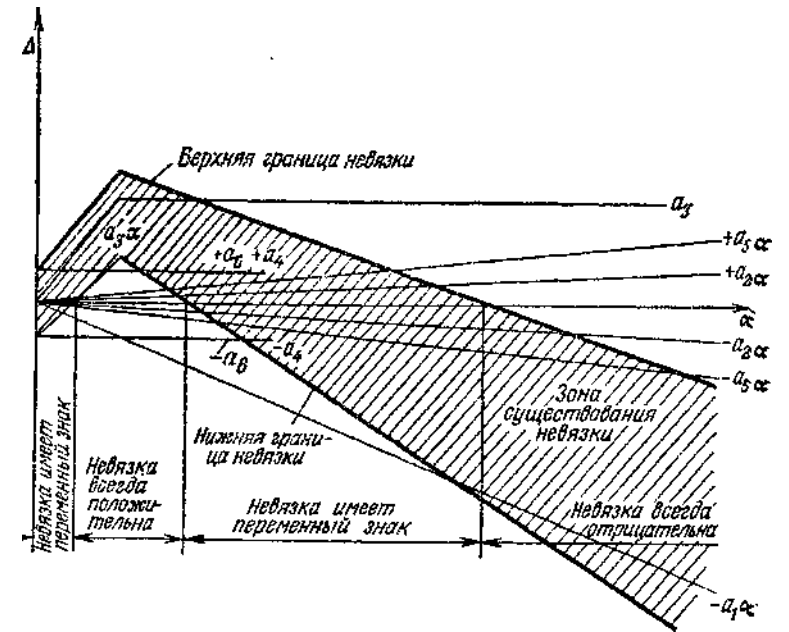 Δ
Верхняя граница невязки
a₃
a₃'α
+a₆ +a₄
+a₅α
+a₂α
α
-a₂α
-a₅α
-a₆
-a₄
Зона
существования
невязки
Нижняя грани-
ца невязки
Невязка имеет
переменный знак
Невязка
всегда
положи-
тельна
Невязка имеет
переменный знак
Невязка всегда
отрицательна
-a₁α